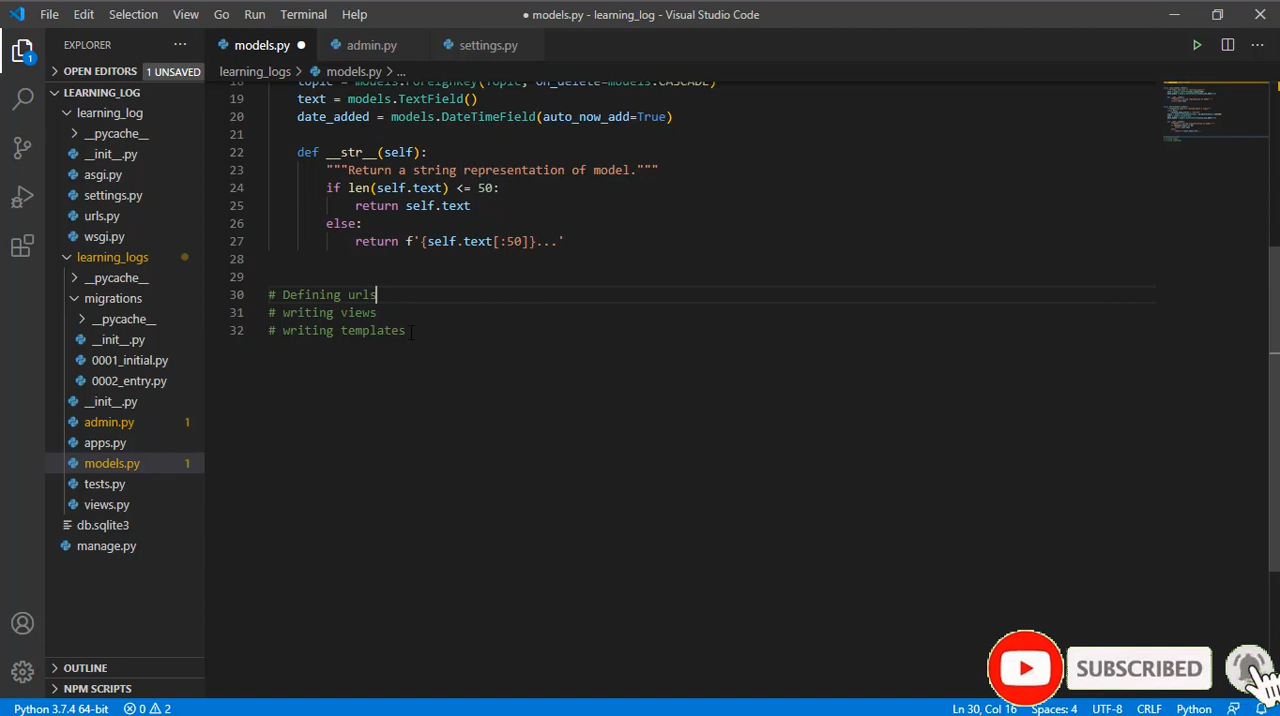 File Edit Selection View Go Run Terminal Help
● models.py - learning_log - Visual Studio Code
EXPLORER ···
models.py ● admin.py settings.py
OPEN EDITORS 1 UNSAVED
learning_logs > models.py > ...
LEARNING_LOG
learning_log
__pycache__
__init__.py
asgi.py
settings.py
urls.py
wsgi.py
learning_logs
__pycache__
migrations
__pycache__
__init__.py
0001_initial.py
0002_entry.py
__init__.py
admin.py 1
apps.py
models.py 1
tests.py
views.py
db.sqlite3
manage.py
OUTLINE
NPM SCRIPTS
1
18 topic = models.ForeignKey(Topic, on_delete=models.CASCADE)
19 text = models.TextField()
20 date_added = models.DateTimeField(auto_now_add=True)
21
22 def __str__(self):
23 """Return a string representation of model."""
24 if len(self.text) <= 50:
25 return self.text
26 else:
27 return f'{self.text[:50]}...'
28
29
30 # Defining urls
31 # writing views
32 # writing templates
SUBSCRIBED
Python 3.7.4 64-bit 0 2 Ln 30, Col 16 Spaces: 4 UTF-8 CRLF Python